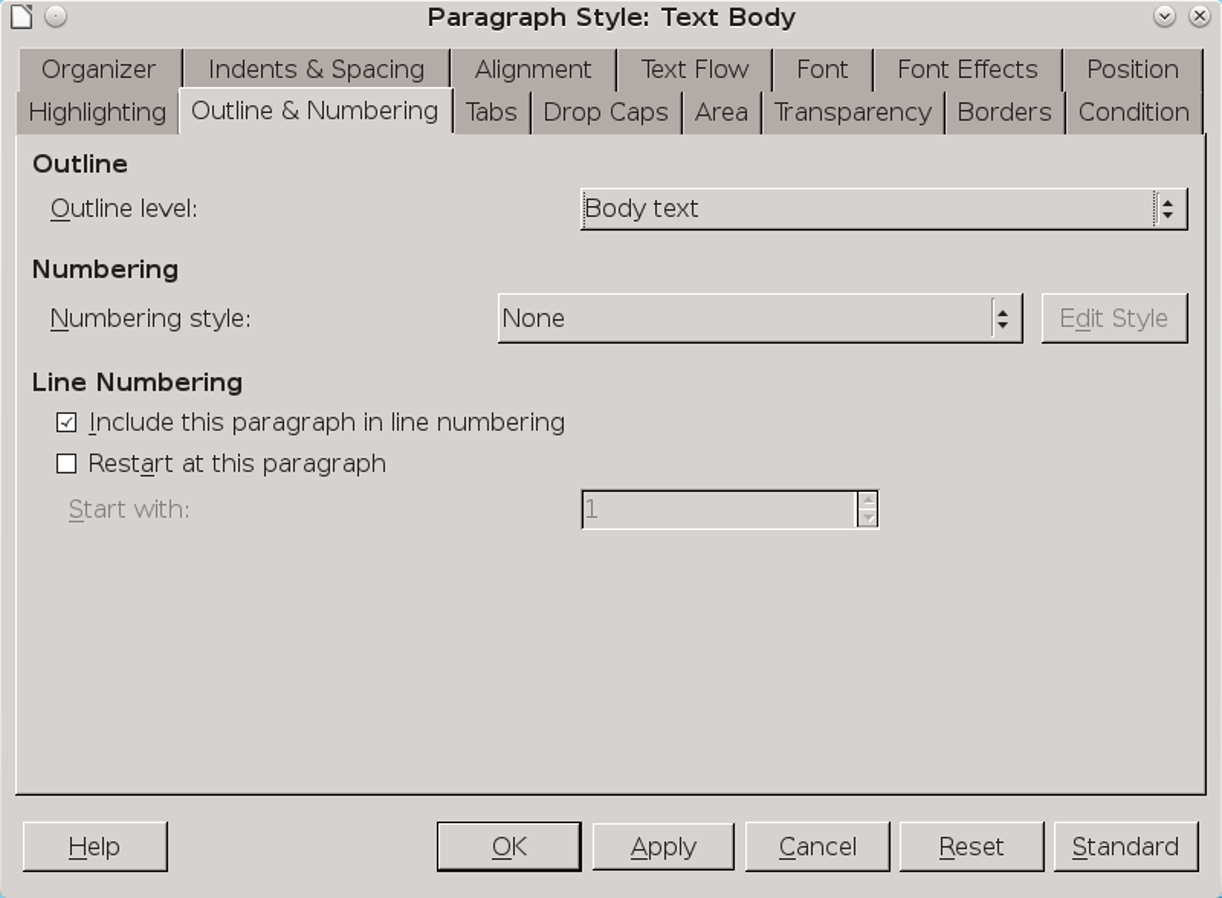 Paragraph Style: Text Body
Organizer Indents & Spacing Alignment Text Flow Font Font Effects Position
Highlighting Outline & Numbering Tabs Drop Caps Area Transparency Borders Condition
Outline
Outline level: Body text
Numbering
Numbering style: None Edit Style
Line Numbering
Include this paragraph in line numbering
Restart at this paragraph
Start with: 1
Help OK Apply Cancel Reset Standard